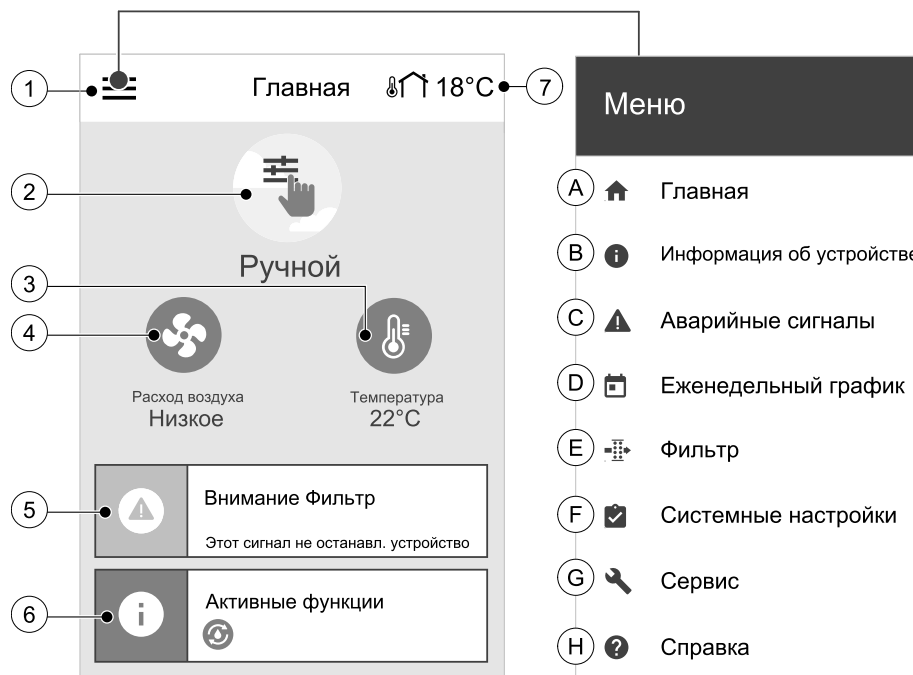 1
Главная
18°C
7
2
Ручной
3
4
Расход воздуха
Низкое
Температура
22°C
5
Внимание Фильтр
Этот сигнал не останавл. устройство
6
Активные функции
Меню
A
Главная
B
Информация об устройстве
C
Аварийные сигналы
D
Еженедельный график
E
Фильтр
F
Системные настройки
G
Сервис
H
Справка